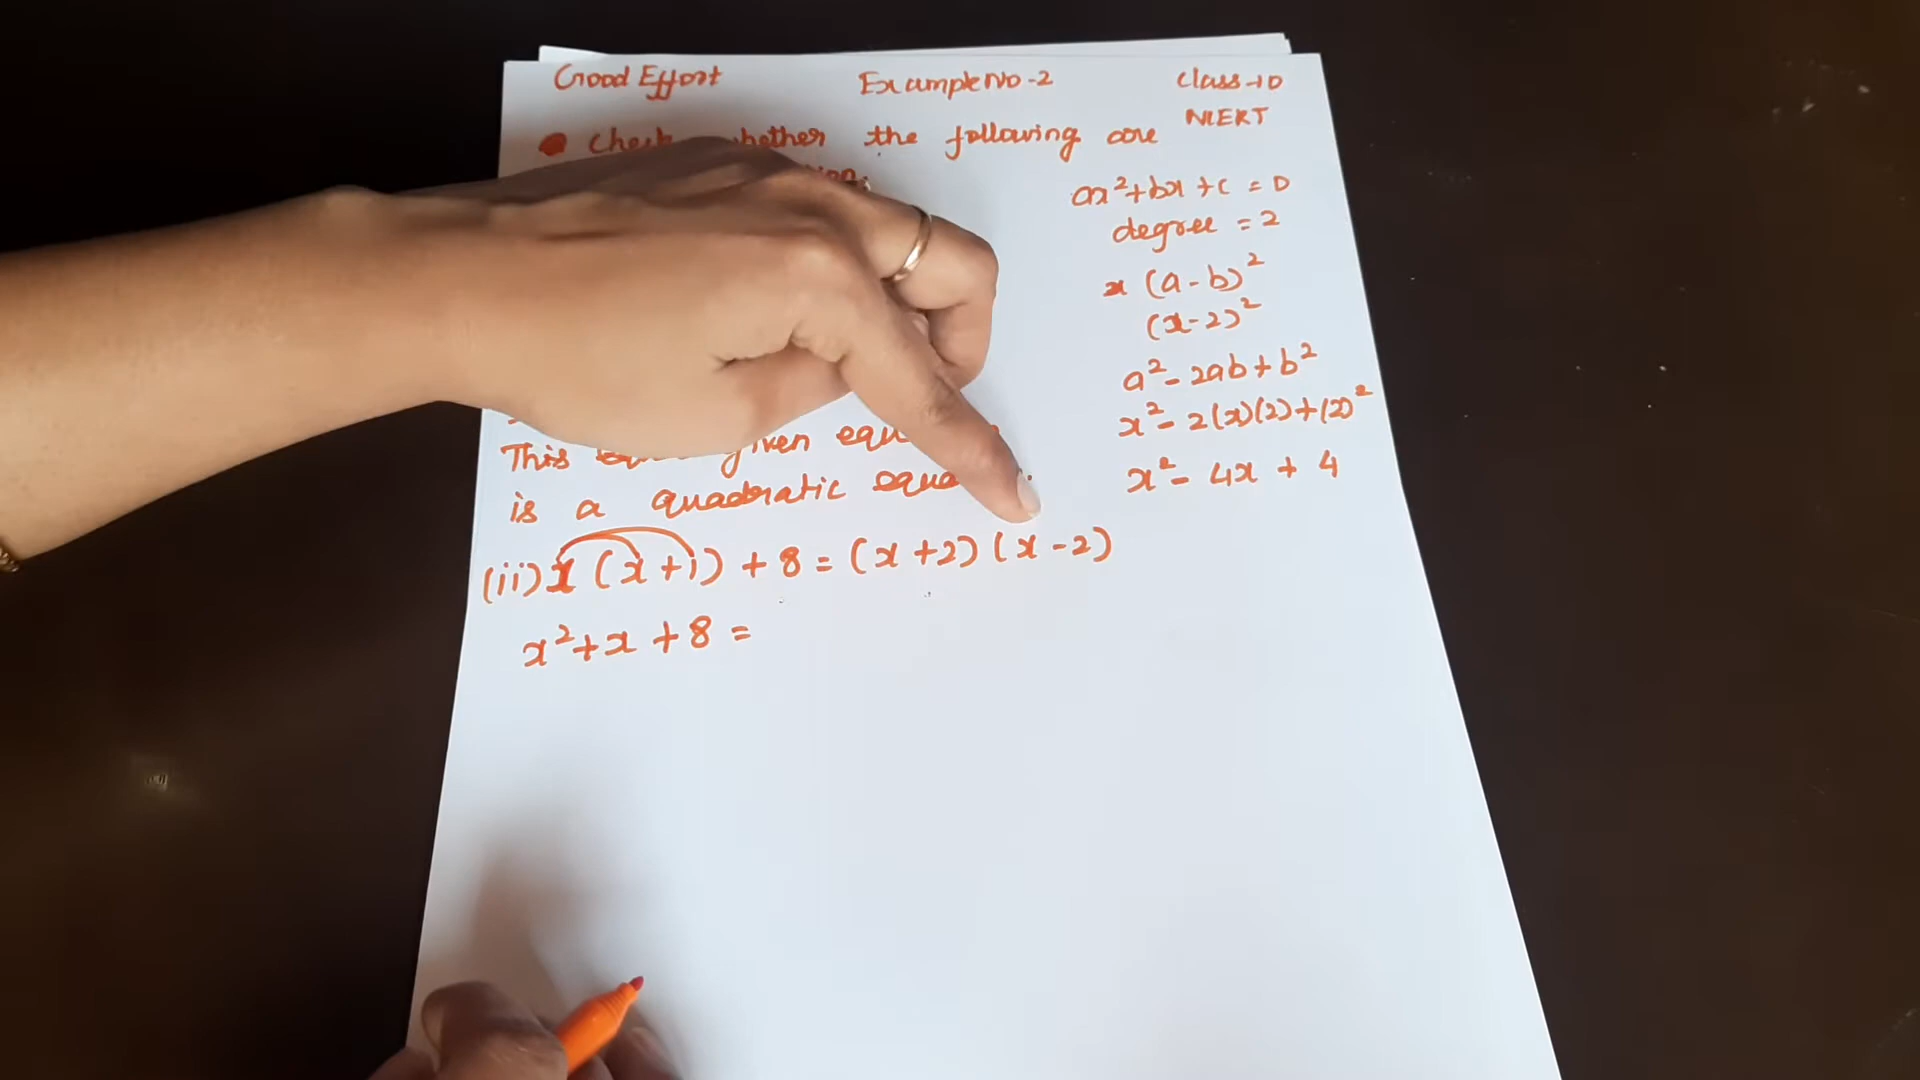 Good Effort Example No - 2 Class - 10
NCERT
Check whether the following are
ax² + bx + c = 0
degree = 2
(a - b)²
(x - 2)²
a² - 2ab + b²
x² - 2(x)(2) + (2)²
x² - 4x + 4
This given
is a quadratic
(ii) x (x + 1) + 8 = (x + 2) (x - 2)
x² + x + 8 =